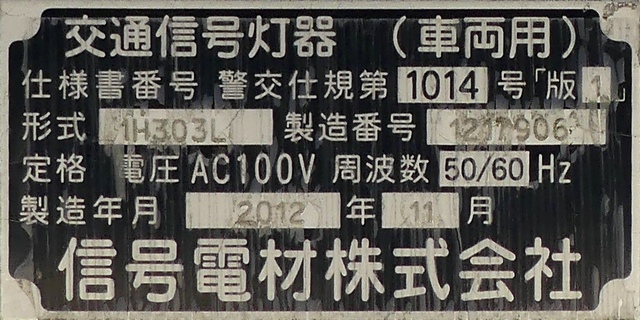 交通信号灯器 (車両用)
仕様書番号 警交仕規第 1014 号「版 1」
形式 1H303L 製造番号 1217906
定格 電圧 AC100V 周波数 50/60 Hz
製造年月 2012 年 11 月
信号電材株式会社